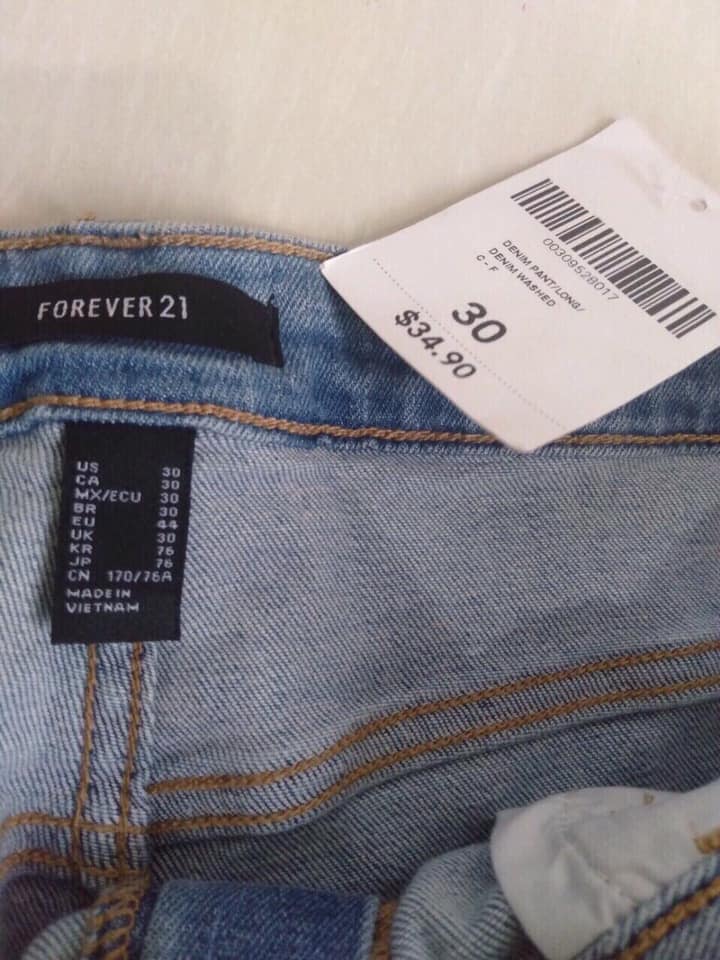 00309528017
DENIM PANT/LONG/
DENIM WASHED
C - F
30
$34.90
FOREVER 21
US 30
CA 30
MX/ECU 30
BR 30
EU 44
UK 30
KR 76
JP 76
CN 170/76A
MADE IN
VIETNAM